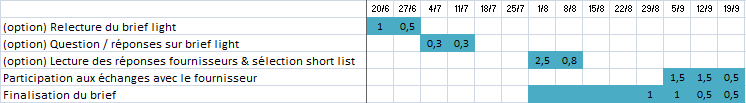 20/6 27/6 4/7 11/7 18/7 25/7 1/8 8/8 15/8 22/8 29/8 5/9 12/9 19/9
(option) Relecture du brief light 1 0,5
(option) Question / réponses sur brief light 0,3 0,3
(option) Lecture des réponses fournisseurs & sélection short list 2,5 0,8
Participation aux échanges avec le fournisseur 1,5 1,5 0,5
Finalisation du brief 1 1 0,5 0,5